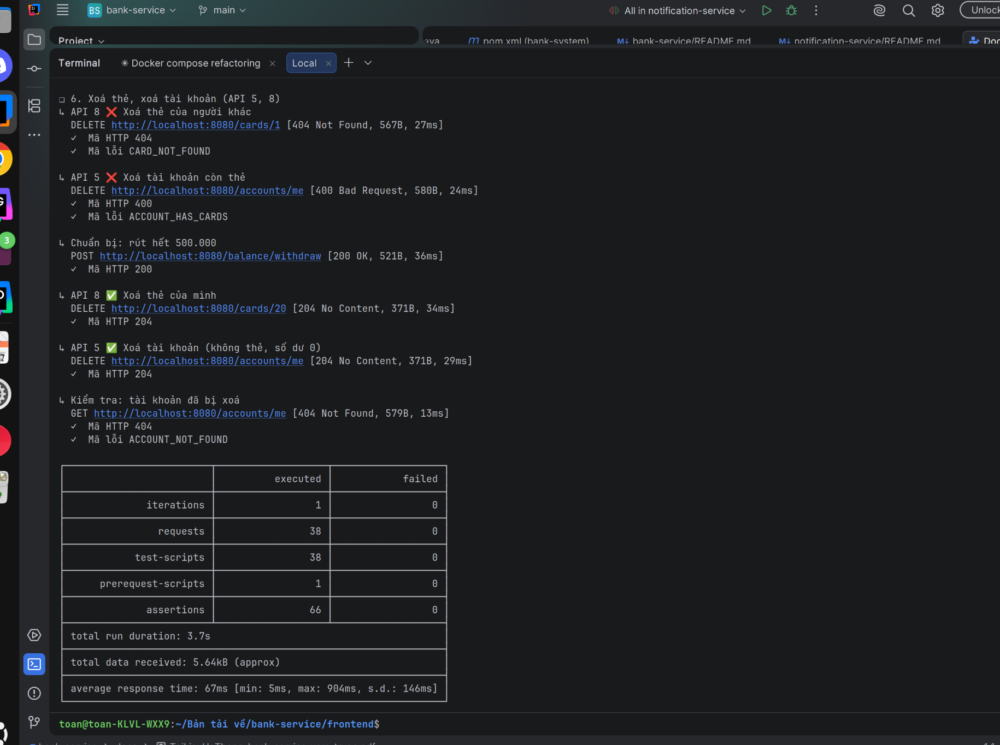 BS bank-service main All in notification-service
Project pom.xml (bank-system) M↓ bank-service/README.md M↓ notification-service/README.md
Terminal ✳ Docker compose refactoring × Local ×
❏ 6. Xoá thẻ, xoá tài khoản (API 5, 8)
↳ API 8 ❌ Xoá thẻ của người khác
DELETE http://localhost:8080/cards/1 [404 Not Found, 567B, 27ms]
✓ Mã HTTP 404
✓ Mã lỗi CARD_NOT_FOUND
↳ API 5 ❌ Xoá tài khoản còn thẻ
DELETE http://localhost:8080/accounts/me [400 Bad Request, 580B, 24ms]
✓ Mã HTTP 400
✓ Mã lỗi ACCOUNT_HAS_CARDS
↳ Chuẩn bị: rút hết 500.000
POST http://localhost:8080/balance/withdraw [200 OK, 521B, 36ms]
✓ Mã HTTP 200
↳ API 8 ✅ Xoá thẻ của mình
DELETE http://localhost:8080/cards/20 [204 No Content, 371B, 34ms]
✓ Mã HTTP 204
↳ API 5 ✅ Xoá tài khoản (không thẻ, số dư 0)
DELETE http://localhost:8080/accounts/me [204 No Content, 371B, 29ms]
✓ Mã HTTP 204
↳ Kiểm tra: tài khoản đã bị xoá
GET http://localhost:8080/accounts/me [404 Not Found, 579B, 13ms]
✓ Mã HTTP 404
✓ Mã lỗi ACCOUNT_NOT_FOUND
executed failed
iterations 1 0
requests 38 0
test-scripts 38 0
prerequest-scripts 1 0
assertions 66 0
total run duration: 3.7s
total data received: 5.64kB (approx)
average response time: 67ms [min: 5ms, max: 904ms, s.d.: 146ms]
toan@toan-KLVL-WXX9:~/Bản tải về/bank-service/frontend$
3